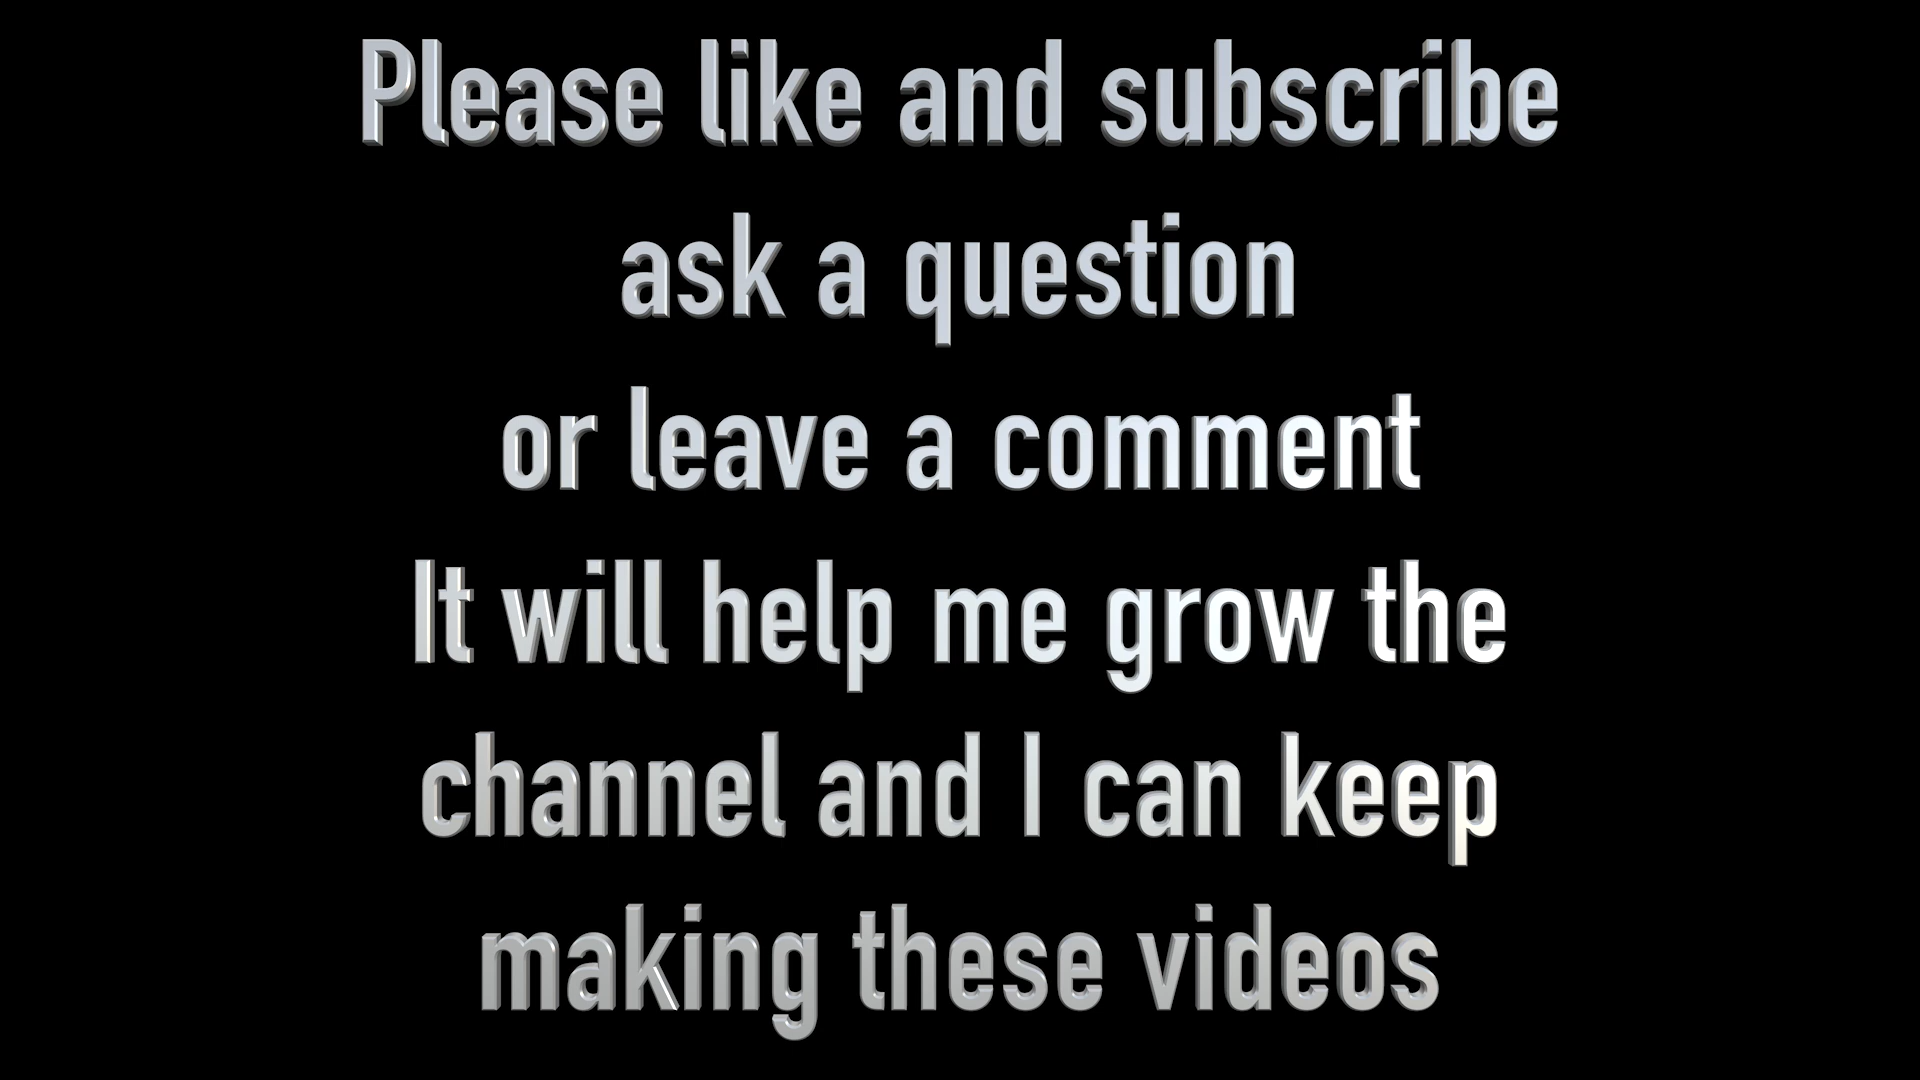 Please like and subscribe
ask a question
or leave a comment
It will help me grow the
channel and I can keep
making these videos